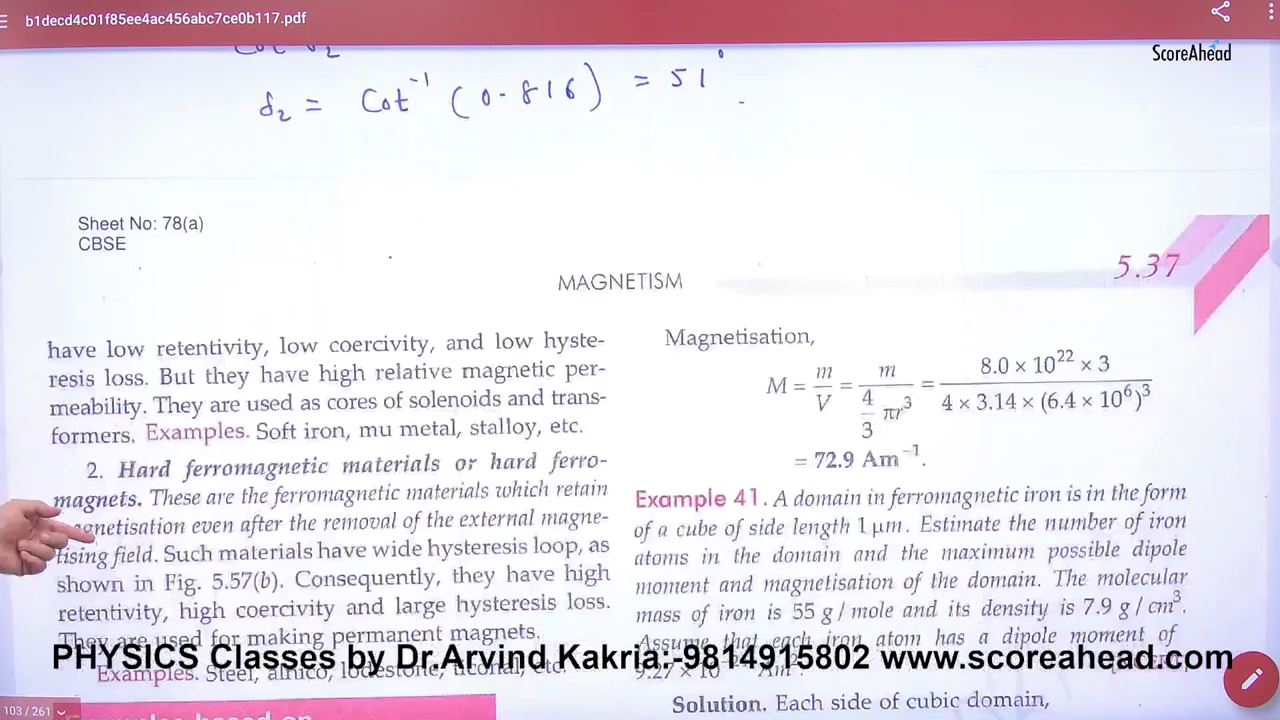 b1decd4c01f85ee4ac456abc7ce0b117.pdf
ScoreAhead
δ₂ = Cot⁻¹ (0.816) = 51°
Sheet No: 78(a)
CBSE
5.37
MAGNETISM
have low retentivity, low coercivity, and low hyste-
resis loss. But they have high relative magnetic per-
meability. They are used as cores of solenoids and trans-
formers. Examples. Soft iron, mu metal, stalloy, etc.
2. Hard ferromagnetic materials or hard ferro-
magnets. These are the ferromagnetic materials which retain
magnetisation even after the removal of the external magne-
tising field. Such materials have wide hysteresis loop, as
shown in Fig. 5.57(b). Consequently, they have high
retentivity, high coercivity and large hysteresis loss.
They are used for making permanent magnets.
Examples. Steel, alnico, lodestone, ticonal, etc.
Magnetisation,
M = m/V = m/(4/3 πr³) = (8.0 × 10²² × 3)/(4 × 3.14 × (6.4 × 10⁶)³)
= 72.9 Am⁻¹.
Example 41. A domain in ferromagnetic iron is in the form
of a cube of side length 1 μm. Estimate the number of iron
atoms in the domain and the maximum possible dipole
moment and magnetisation of the domain. The molecular
mass of iron is 55 g / mole and its density is 7.9 g / cm³.
Assume that each iron atom has a dipole moment of
9.27 × 10⁻²⁴ Am².
Solution. Each side of cubic domain,
PHYSICS Classes by Dr.Arvind Kakria:-9814915802 www.scoreahead.com
103 / 261